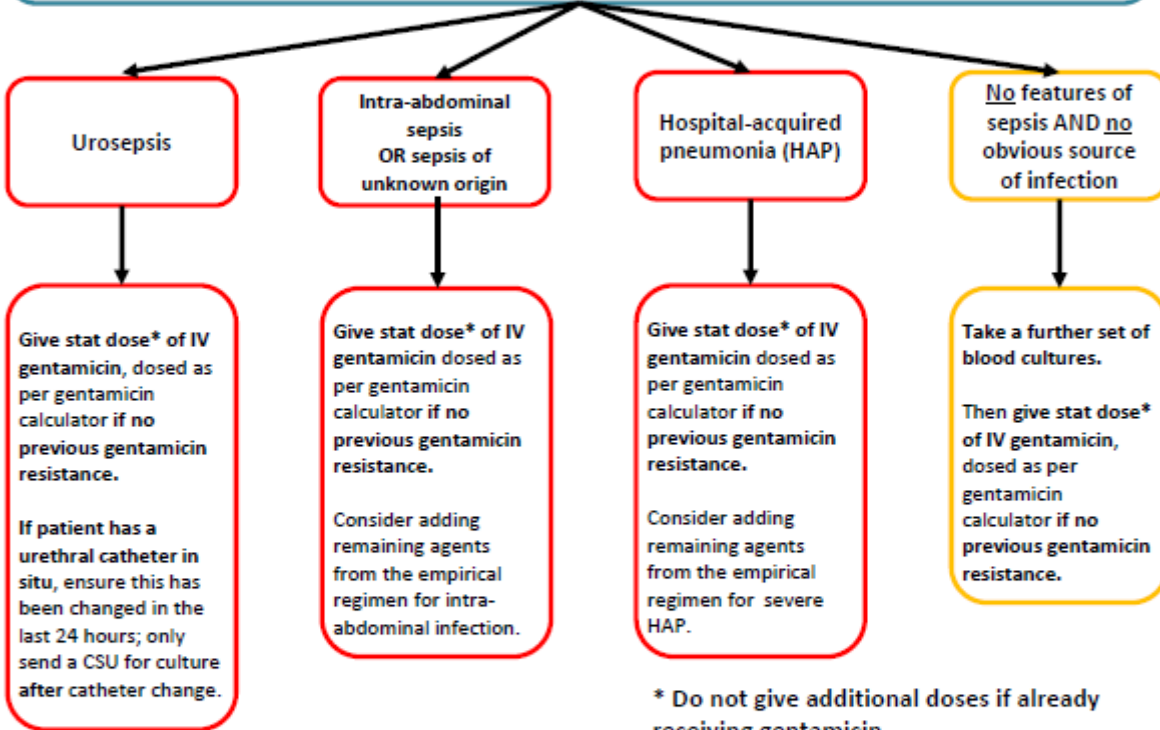 Urosepsis
Intra-abdominal
sepsis
OR sepsis of
unknown origin
Hospital-acquired
pneumonia (HAP)
No features of
sepsis AND no
obvious source
of infection
Give stat dose* of IV
gentamicin, dosed as
per gentamicin
calculator if no
previous gentamicin
resistance.
If patient has a
urethral catheter in
situ, ensure this has
been changed in the
last 24 hours; only
send a CSU for culture
after catheter change.
Give stat dose* of IV
gentamicin dosed as
per gentamicin
calculator if no
previous gentamicin
resistance.
Consider adding
remaining agents
from the empirical
regimen for intra-
abdominal infection.
Give stat dose* of IV
gentamicin dosed as
per gentamicin
calculator if no
previous gentamicin
resistance.
Consider adding
remaining agents
from the empirical
regimen for severe
HAP.
Take a further set of
blood cultures.
Then give stat dose*
of IV gentamicin,
dosed as per
gentamicin
calculator if no
previous gentamicin
resistance.
* Do not give additional doses if already
receiving gentamicin